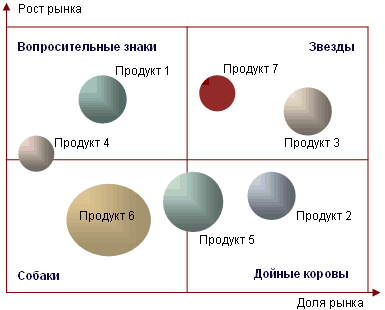 Рост рынка
Вопросительные знаки
Звезды
Продукт 1
Продукт 7
Продукт 4
Продукт 3
Продукт 6
Продукт 5
Продукт 2
Собаки
Дойные коровы
Доля рынка